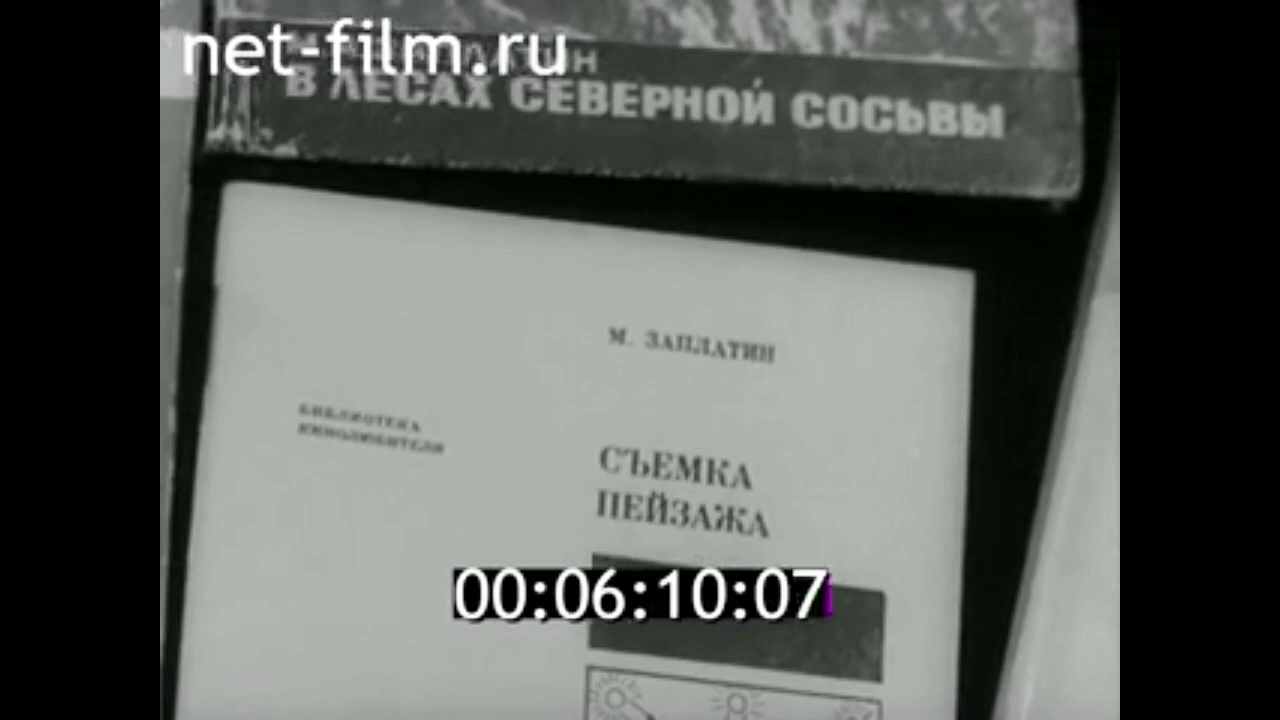 net-film.ru
В ЛЕСАХ СЕВЕРНОЙ СОСЬВЫ
М. ЗАПЛАТИН
БИБЛИОТЕКА
КИНОЛЮБИТЕЛЯ
СЪЕМКА
ПЕЙЗАЖА
00:06:10:07